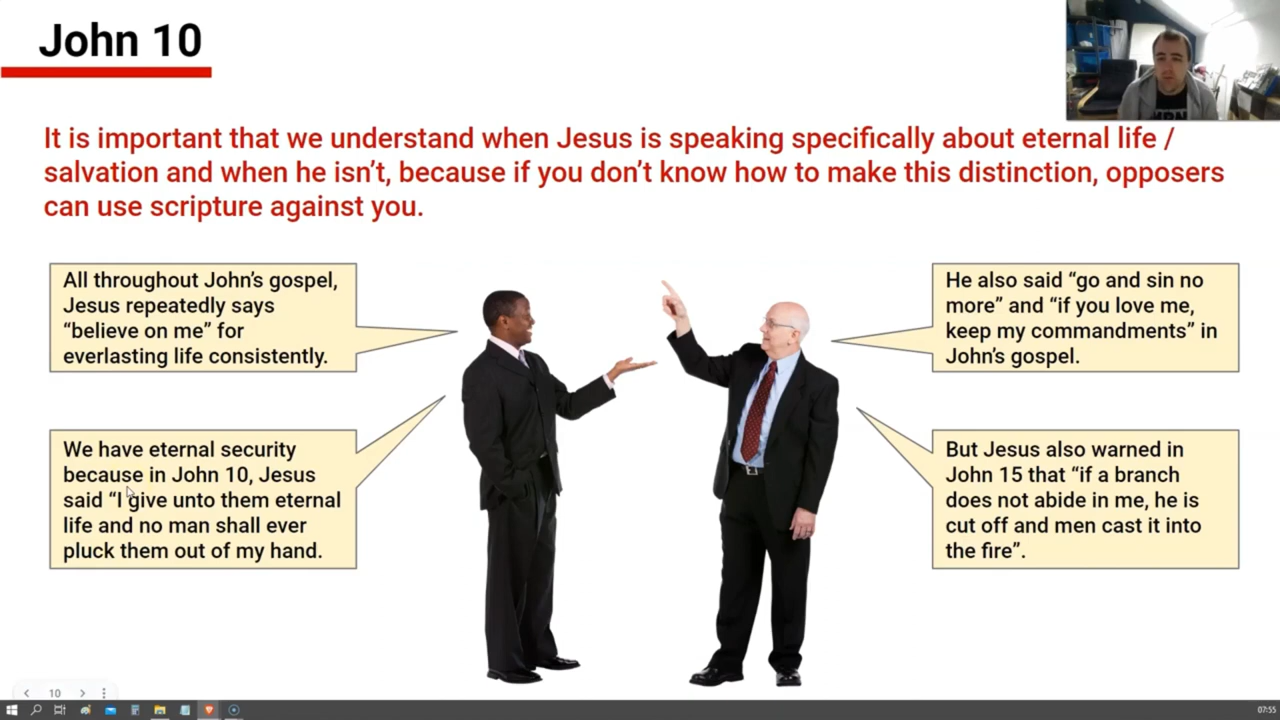 John 10
It is important that we understand when Jesus is speaking specifically about eternal life /
salvation and when he isn’t, because if you don’t know how to make this distinction, opposers
can use scripture against you.
All throughout John’s gospel,
Jesus repeatedly says
“believe on me” for
everlasting life consistently.
He also said “go and sin no
more” and “if you love me,
keep my commandments” in
John’s gospel.
We have eternal security
because in John 10, Jesus
said “I give unto them eternal
life and no man shall ever
pluck them out of my hand.
But Jesus also warned in
John 15 that “if a branch
does not abide in me, he is
cut off and men cast it into
the fire”.
10
07:55